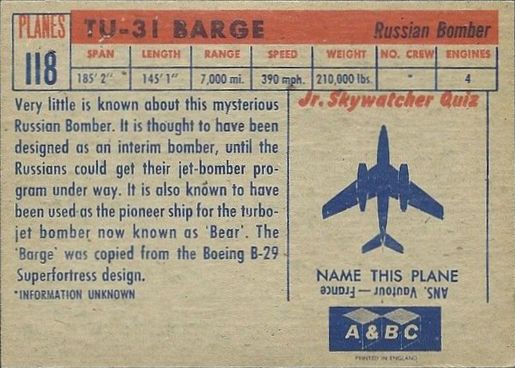 PLANES
118
TU-31 BARGE
Russian Bomber
SPAN LENGTH RANGE SPEED WEIGHT NO. CREW ENGINES
185' 2" 145' 1" 7,000 mi. 390 mph. 210,000 lbs. * 4
Very little is known about this mysterious
Russian Bomber. It is thought to have been
designed as an interim bomber, until the
Russians could get their jet-bomber pro-
gram under way. It is also known to have
been used as the pioneer ship for the turbo-
jet bomber now known as 'Bear'. The
'Barge' was copied from the Boeing B-29
Superfortress design.
*INFORMATION UNKNOWN
Jr. Skywatcher Quiz
NAME THIS PLANE
ANS. Vautour—France
A & BC
PRINTED IN ENGLAND